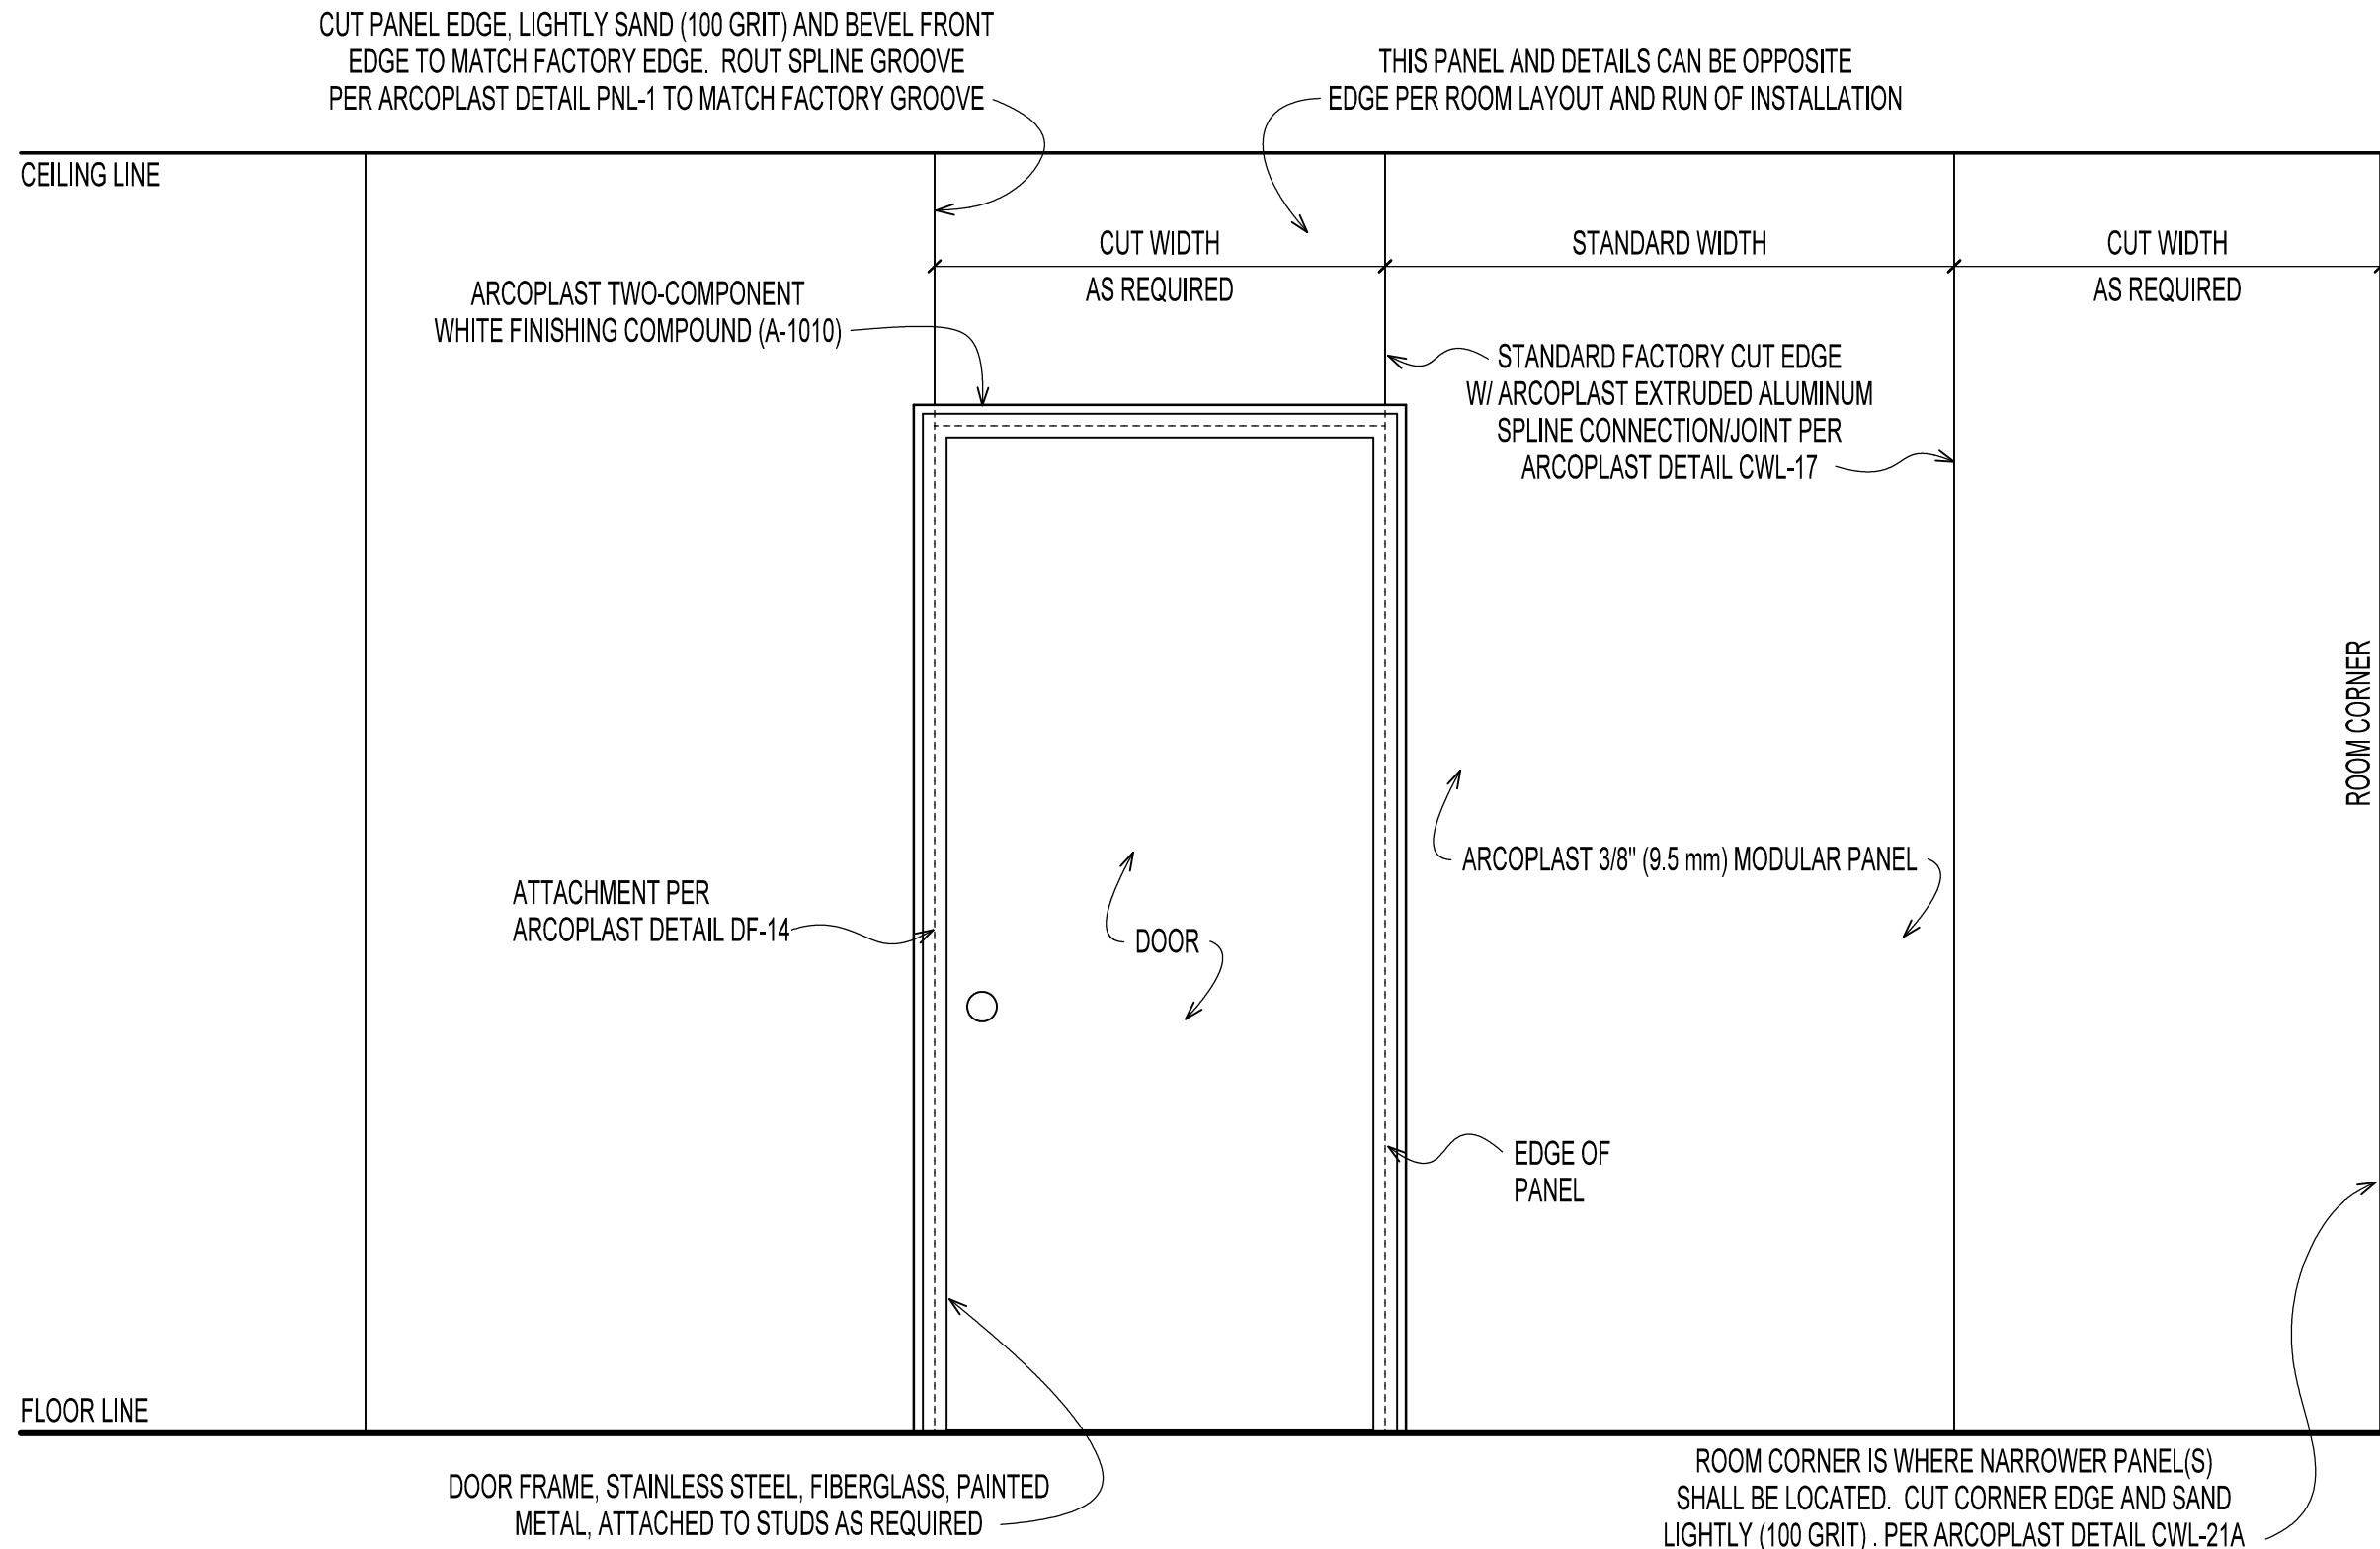 CUT PANEL EDGE, LIGHTLY SAND (100 GRIT) AND BEVEL FRONT
EDGE TO MATCH FACTORY EDGE.  ROUT SPLINE GROOVE
PER ARCOPLAST DETAIL PNL-1 TO MATCH FACTORY GROOVE
THIS PANEL AND DETAILS CAN BE OPPOSITE
EDGE PER ROOM LAYOUT AND RUN OF INSTALLATION
CEILING LINE
CUT WIDTH
AS REQUIRED
STANDARD WIDTH
CUT WIDTH
AS REQUIRED
ARCOPLAST TWO-COMPONENT
WHITE FINISHING COMPOUND (A-1010)
STANDARD FACTORY CUT EDGE
W/ ARCOPLAST EXTRUDED ALUMINUM
SPLINE CONNECTION/JOINT PER
ARCOPLAST DETAIL CWL-17
ROOM CORNER
ARCOPLAST 3/8" (9.5 mm) MODULAR PANEL
ATTACHMENT PER
ARCOPLAST DETAIL DF-14
DOOR
EDGE OF
PANEL
FLOOR LINE
DOOR FRAME, STAINLESS STEEL, FIBERGLASS, PAINTED
METAL, ATTACHED TO STUDS AS REQUIRED
ROOM CORNER IS WHERE NARROWER PANEL(S)
SHALL BE LOCATED.  CUT CORNER EDGE AND SAND
LIGHTLY (100 GRIT) . PER ARCOPLAST DETAIL CWL-21A